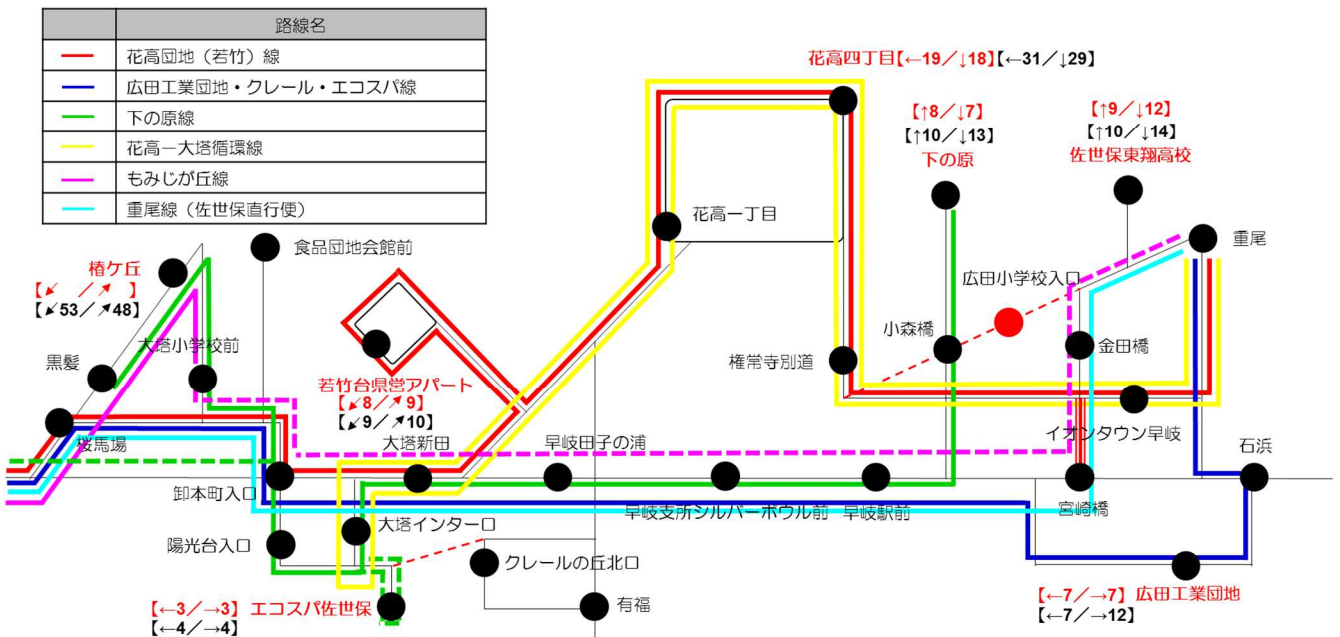 路線名
花高団地（若竹）線
広田工業団地・クレール・エコスパ線
下の原線
花高ー大塔循環線
もみじが丘線
重尾線（佐世保直行便）
花高四丁目【←19／↓18】【←31／↓29】
【↑8／↓7】
【↑10／↓13】
下の原
【↑9／↓12】
【↑10／↓14】
佐世保東翔高校
花高一丁目
重尾
食品団地会館前
椿ケ丘
【↙　／↗　】
【↙53／↗48】
広田小学校入口
小森橋
金田橋
大塔小学校前
黒髪
権常寺別道
若竹台県営アパート
【↙8／↗9】
【↙9／↗10】
桜馬場
大塔新田
早岐田子の浦
イオンタウン早岐
石浜
卸本町入口
大塔インター口
早岐支所シルバーボウル前
早岐駅前
宮崎橋
陽光台入口
クレールの丘北口
【←3／→3】エコスパ佐世保
【←4／→4】
有福
【←7／→7】広田工業団地
【←7／→12】